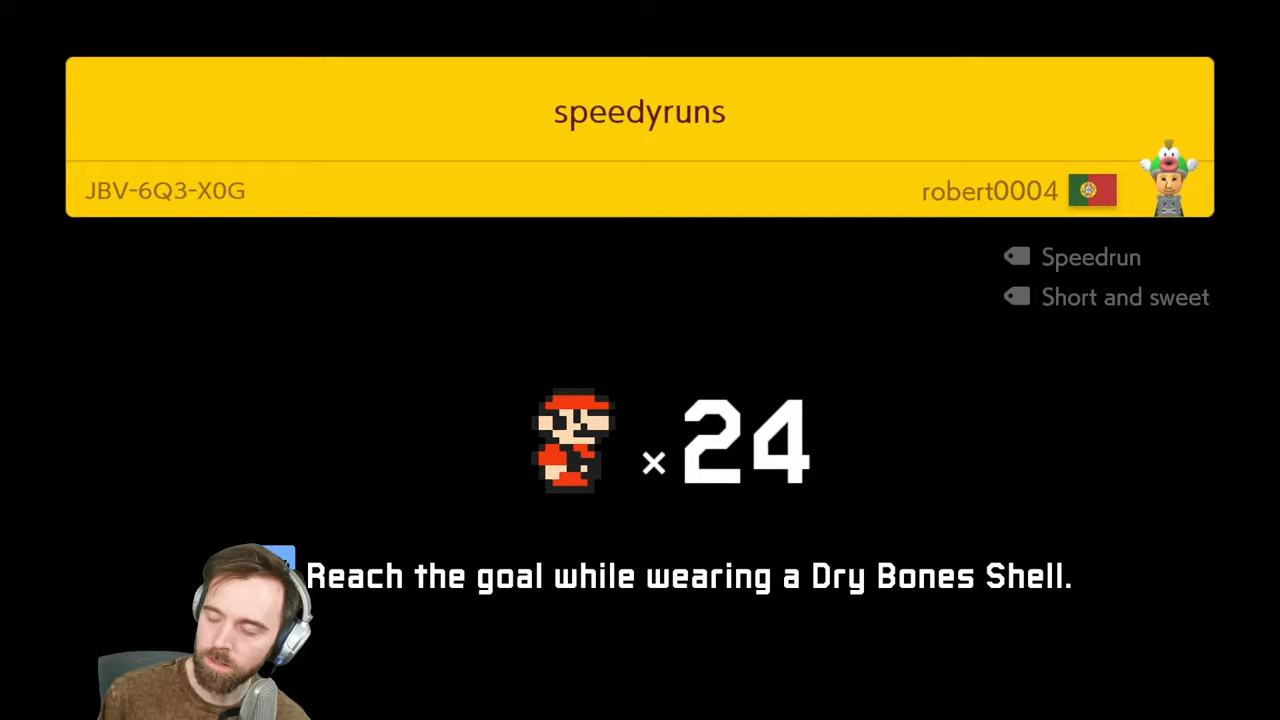 speedyruns
JBV-6Q3-X0G
robert0004
Speedrun
Short and sweet
×24
Reach the goal while wearing a Dry Bones Shell.